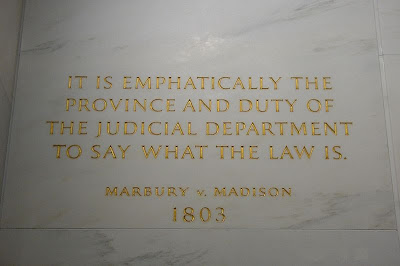 IT IS EMPHATICALLY THE
PROVINCE AND DUTY OF
THE JUDICIAL DEPARTMENT
TO SAY WHAT THE LAW IS.
MARBURY v. MADISON
1803